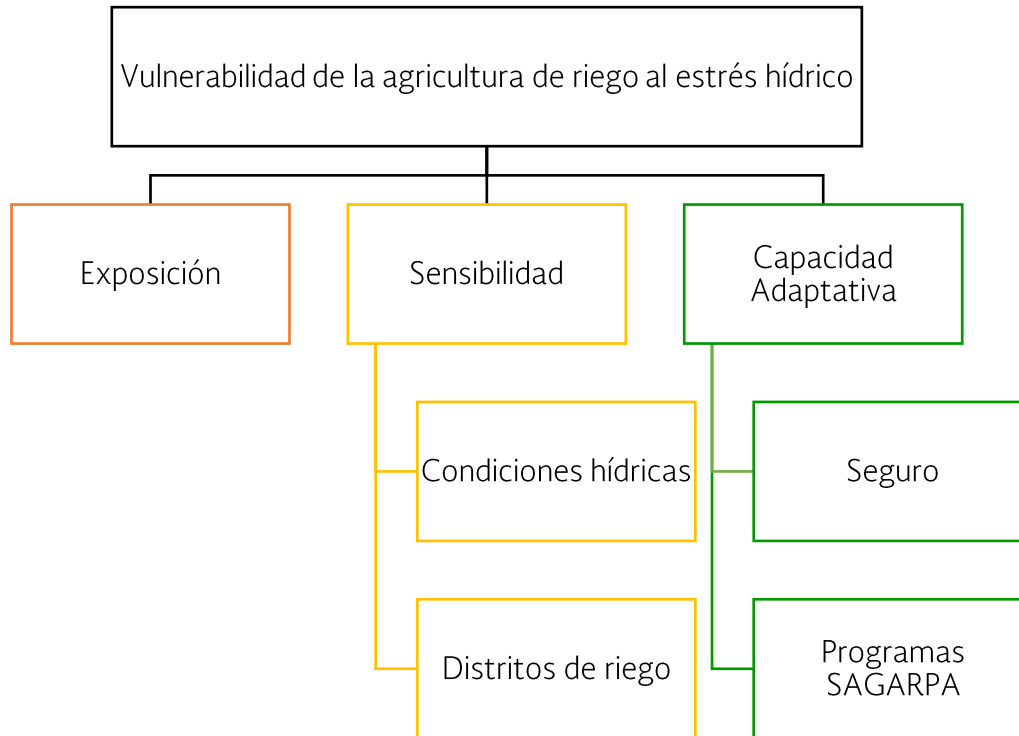 Vulnerabilidad de la agricultura de riego al estrés hídrico
Exposición
Sensibilidad
Capacidad
Adaptativa
Condiciones hídricas
Seguro
Distritos de riego
Programas
SAGARPA